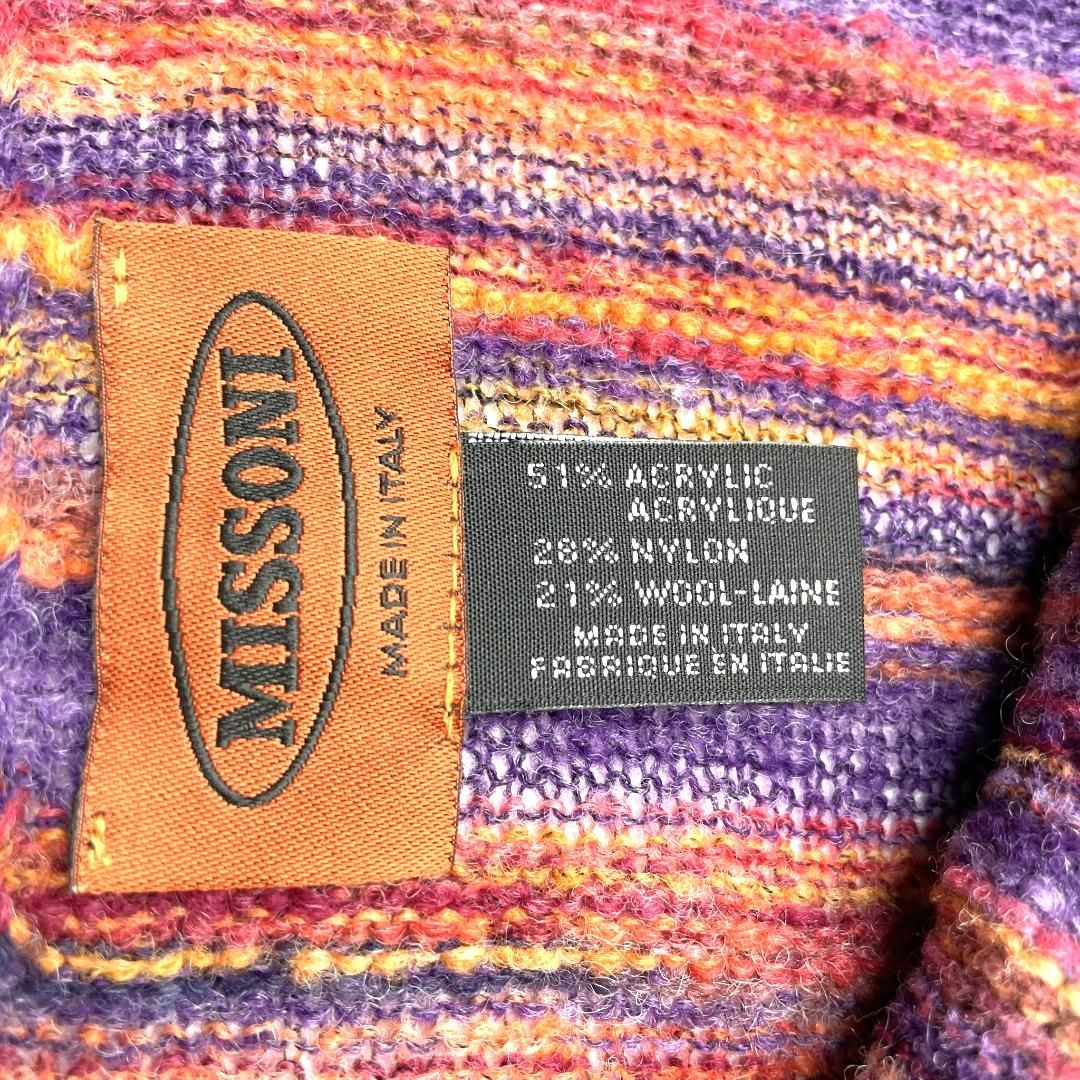 MISSONI
MADE IN ITALY
51% ACRYLIC
ACRYLIQUE
28% NYLON
21% WOOL-LAINE
MADE IN ITALY
FABRIQUE EN ITALIE